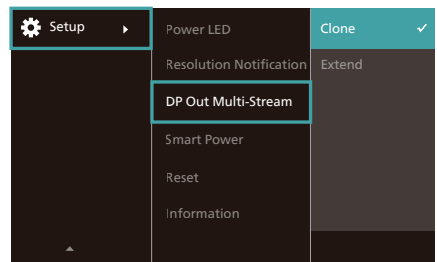 Setup
Power LED
Resolution Notification
DP Out Multi-Stream
Smart Power
Reset
Information
Clone
Extend